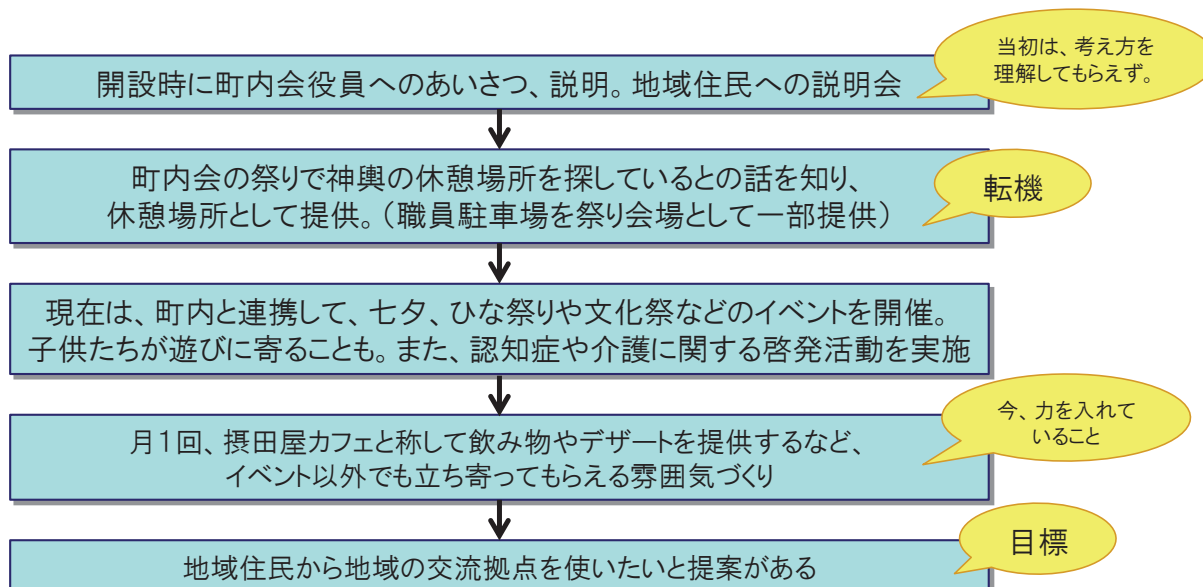 当初は、考え方を
理解してもらえず。
開設時に町内会役員へのあいさつ、説明。地域住民への説明会
町内会の祭りで神輿の休憩場所を探しているとの話を知り、
休憩場所として提供。(職員駐車場を祭り会場として一部提供)
転機
現在は、町内と連携して、七夕、ひな祭りや文化祭などのイベントを開催。
子供たちが遊びに寄ることも。また、認知症や介護に関する啓発活動を実施
今、力を入れて
いること
月1回、摂田屋カフェと称して飲み物やデザートを提供するなど、
イベント以外でも立ち寄ってもらえる雰囲気づくり
目標
地域住民から地域の交流拠点を使いたいと提案がある